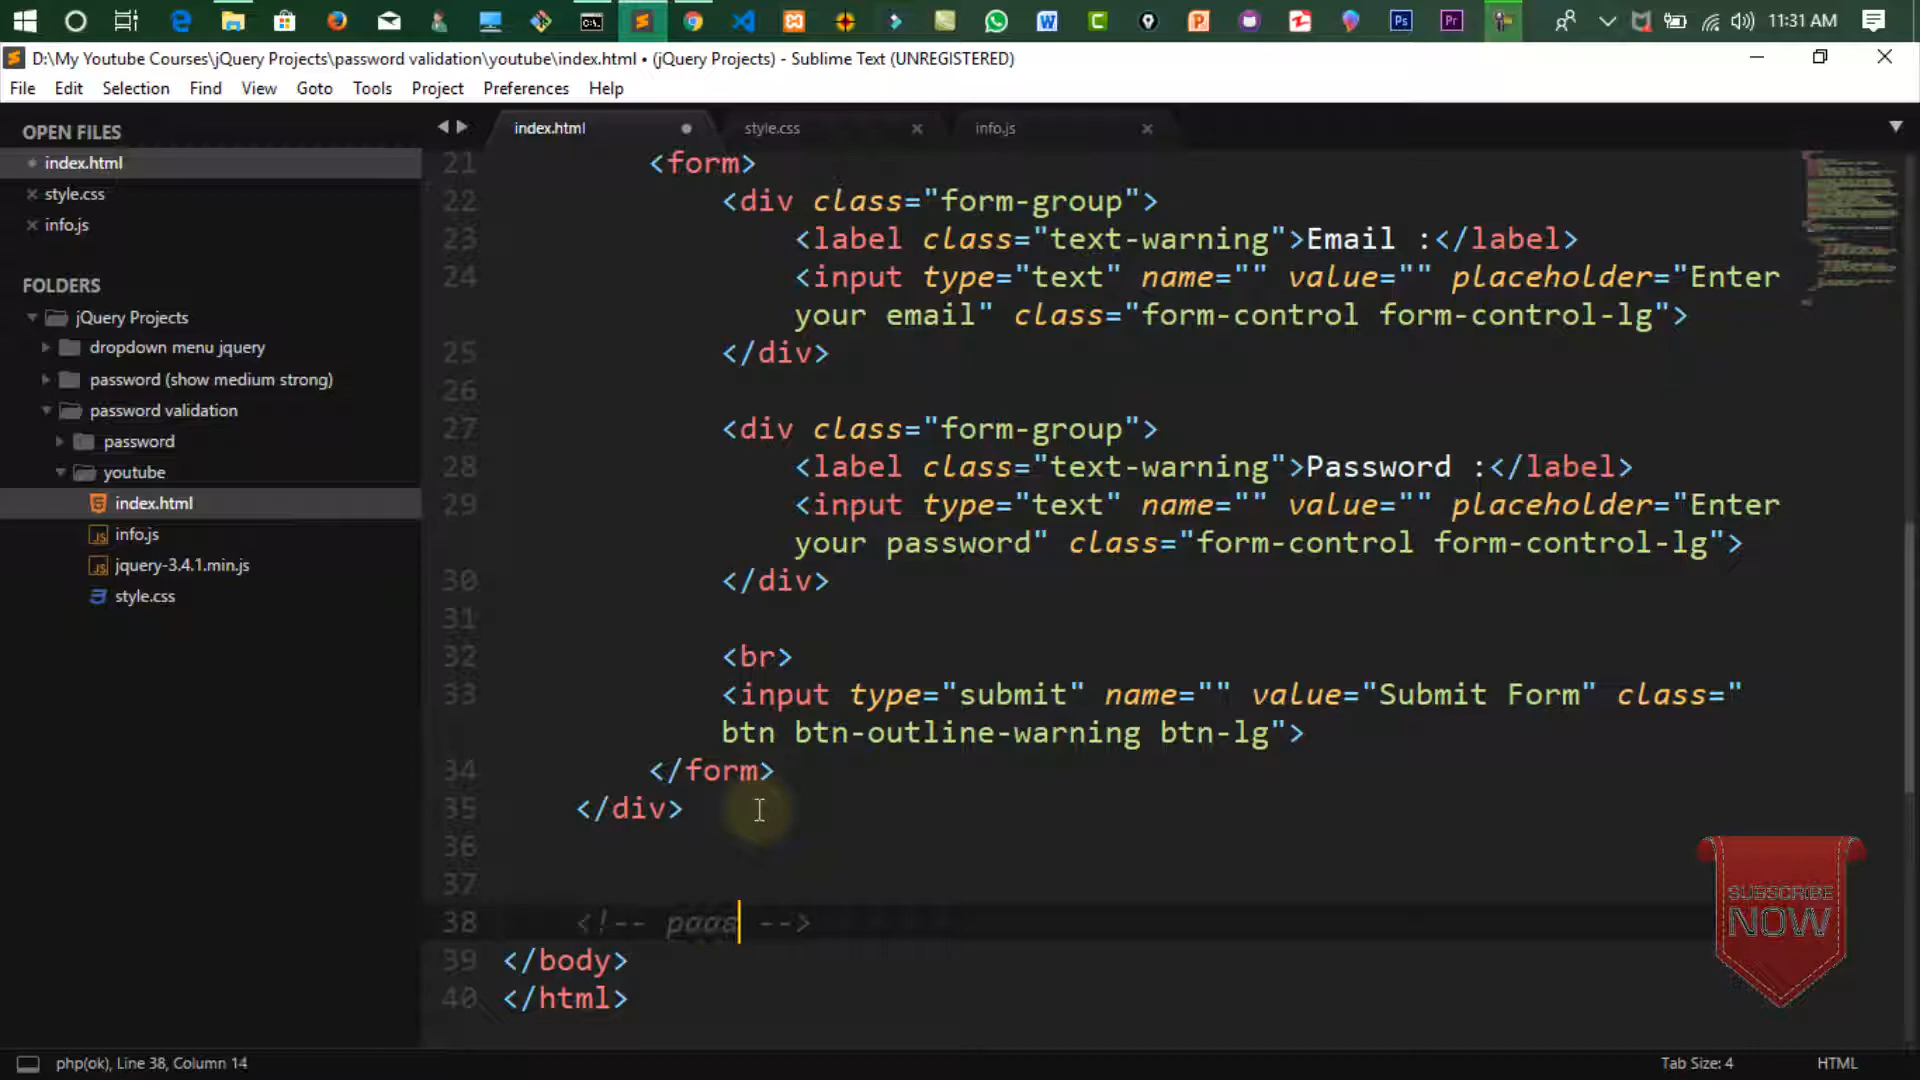 11:31 AM
D:\My Youtube Courses\jQuery Projects\password validation\youtube\index.html • (jQuery Projects) - Sublime Text (UNREGISTERED)
File Edit Selection Find View Goto Tools Project Preferences Help
OPEN FILES
index.html
style.css
info.js
FOLDERS
jQuery Projects
dropdown menu jquery
password (show medium strong)
password validation
password
youtube
index.html
info.js
jquery-3.4.1.min.js
style.css
index.html style.css info.js
21 <form>
22 <div class="form-group">
23 <label class="text-warning">Email :</label>
24 <input type="text" name="" value="" placeholder="Enter
your email" class="form-control form-control-lg">
25 </div>
26
27 <div class="form-group">
28 <label class="text-warning">Password :</label>
29 <input type="text" name="" value="" placeholder="Enter
your password" class="form-control form-control-lg">
30 </div>
31
32 <br>
33 <input type="submit" name="" value="Submit Form" class="
btn btn-outline-warning btn-lg">
34 </form>
35 </div>
36
37
38 <!-- paas -->
39 </body>
40 </html>
SUBSCRIBE
NOW
php(ok), Line 38, Column 14
Tab Size: 4
HTML